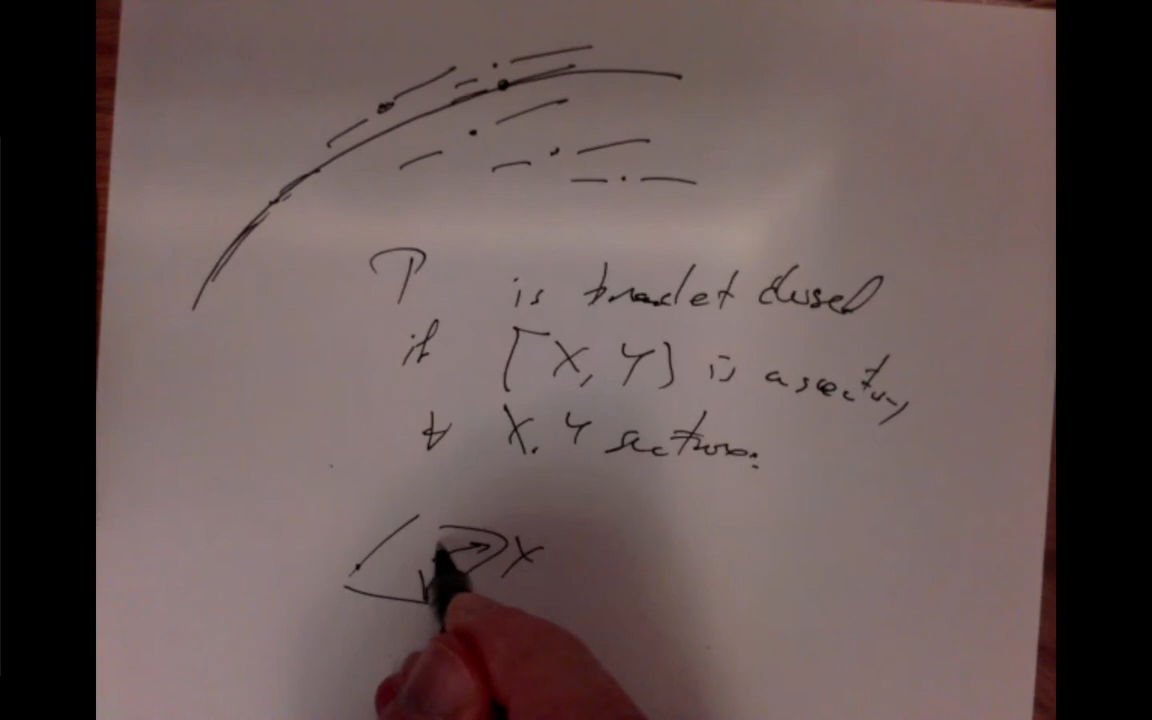 P is bracket closed
if [X, Y] is a section,
∀ X, Y sections.
X